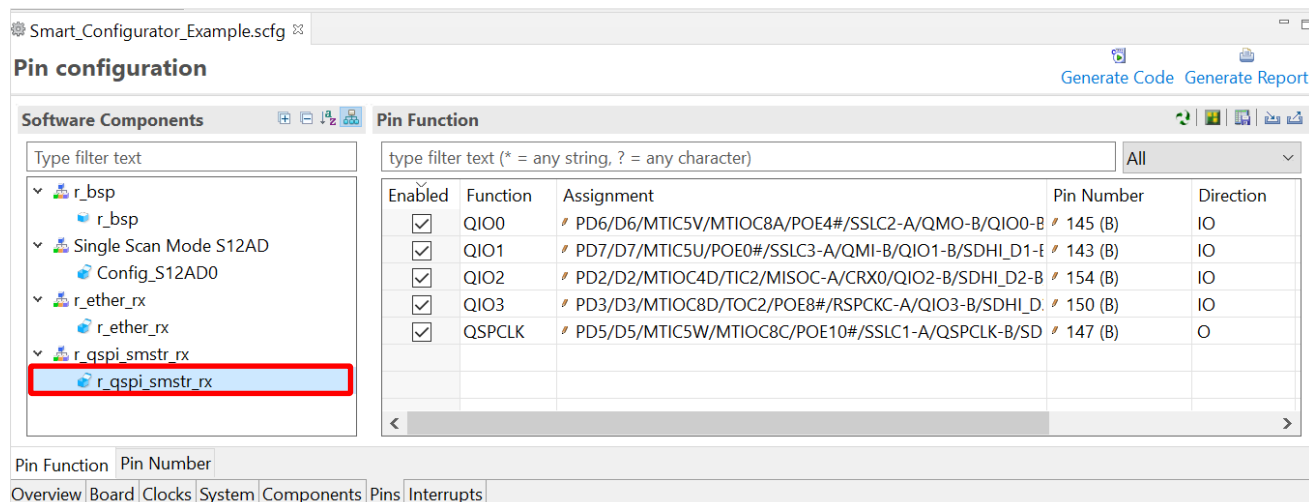 Smart_Configurator_Example.scfg
Pin configuration
Generate Code Generate Report
Software Components
Pin Function
Type filter text
type filter text (* = any string, ? = any character)
All
r_bsp
r_bsp
Single Scan Mode S12AD
Config_S12AD0
r_ether_rx
r_ether_rx
r_qspi_smstr_rx
r_qspi_smstr_rx
Enabled Function Assignment Pin Number Direction
QIO0 PD6/D6/MTIC5V/MTIOC8A/POE4#/SSLC2-A/QMO-B/QIO0-B 145 (B) IO
QIO1 PD7/D7/MTIC5U/POE0#/SSLC3-A/QMI-B/QIO1-B/SDHI_D1-B 143 (B) IO
QIO2 PD2/D2/MTIOC4D/TIC2/MISOC-A/CRX0/QIO2-B/SDHI_D2-B 154 (B) IO
QIO3 PD3/D3/MTIOC8D/TOC2/POE8#/RSPCKC-A/QIO3-B/SDHI_D 150 (B) IO
QSPCLK PD5/D5/MTIC5W/MTIOC8C/POE10#/SSLC1-A/QSPCLK-B/SD 147 (B) O
Pin Function Pin Number
Overview Board Clocks System Components Pins Interrupts